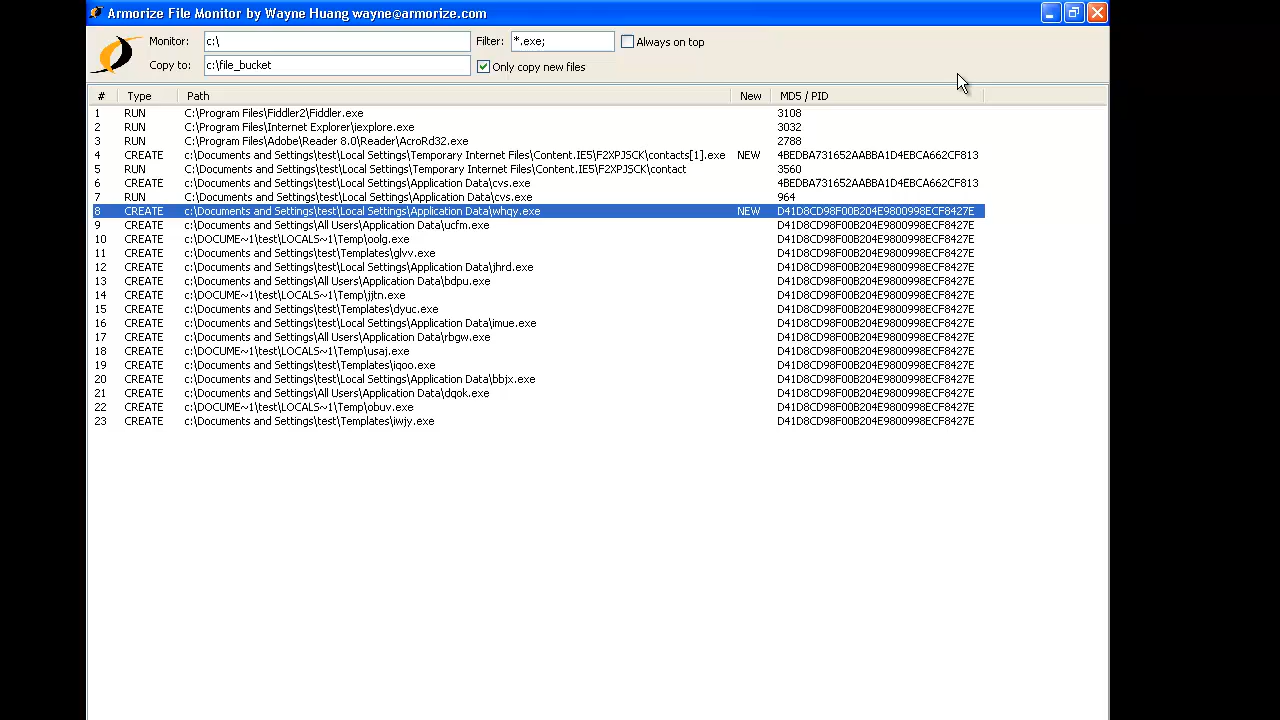 Armorize File Monitor by Wayne Huang wayne@armorize.com
Monitor: c:\ Filter: *.exe; Always on top
Copy to: c:\file_bucket Only copy new files
# Type Path New MD5 / PID
1 RUN C:\Program Files\Fiddler2\Fiddler.exe 3108
2 RUN C:\Program Files\Internet Explorer\iexplore.exe 3032
3 RUN C:\Program Files\Adobe\Reader 8.0\Reader\AcroRd32.exe 2788
4 CREATE c:\Documents and Settings\test\Local Settings\Temporary Internet Files\Content.IE5\F2XPJSCK\contacts[1].exe NEW 4BEDBA731652AABBA1D4EBCA662CF813
5 RUN c:\Documents and Settings\test\Local Settings\Temporary Internet Files\Content.IE5\F2XPJSCK\contact 3560
6 CREATE c:\Documents and Settings\test\Local Settings\Application Data\cvs.exe 4BEDBA731652AABBA1D4EBCA662CF813
7 RUN C:\Documents and Settings\test\Local Settings\Application Data\cvs.exe 964
8 CREATE c:\Documents and Settings\test\Local Settings\Application Data\whqy.exe NEW D41D8CD98F00B204E9800998ECF8427E
9 CREATE c:\Documents and Settings\All Users\Application Data\ucfm.exe D41D8CD98F00B204E9800998ECF8427E
10 CREATE c:\DOCUME~1\test\LOCALS~1\Temp\oolg.exe D41D8CD98F00B204E9800998ECF8427E
11 CREATE c:\Documents and Settings\test\Templates\glvv.exe D41D8CD98F00B204E9800998ECF8427E
12 CREATE c:\Documents and Settings\test\Local Settings\Application Data\jhrd.exe D41D8CD98F00B204E9800998ECF8427E
13 CREATE c:\Documents and Settings\All Users\Application Data\bdpu.exe D41D8CD98F00B204E9800998ECF8427E
14 CREATE c:\DOCUME~1\test\LOCALS~1\Temp\jjtn.exe D41D8CD98F00B204E9800998ECF8427E
15 CREATE c:\Documents and Settings\test\Templates\dyuc.exe D41D8CD98F00B204E9800998ECF8427E
16 CREATE c:\Documents and Settings\test\Local Settings\Application Data\imue.exe D41D8CD98F00B204E9800998ECF8427E
17 CREATE c:\Documents and Settings\All Users\Application Data\rbgw.exe D41D8CD98F00B204E9800998ECF8427E
18 CREATE c:\DOCUME~1\test\LOCALS~1\Temp\usaj.exe D41D8CD98F00B204E9800998ECF8427E
19 CREATE c:\Documents and Settings\test\Templates\iqoo.exe D41D8CD98F00B204E9800998ECF8427E
20 CREATE c:\Documents and Settings\test\Local Settings\Application Data\bbjx.exe D41D8CD98F00B204E9800998ECF8427E
21 CREATE c:\Documents and Settings\All Users\Application Data\dqok.exe D41D8CD98F00B204E9800998ECF8427E
22 CREATE c:\DOCUME~1\test\LOCALS~1\Temp\obuv.exe D41D8CD98F00B204E9800998ECF8427E
23 CREATE c:\Documents and Settings\test\Templates\iwjy.exe D41D8CD98F00B204E9800998ECF8427E